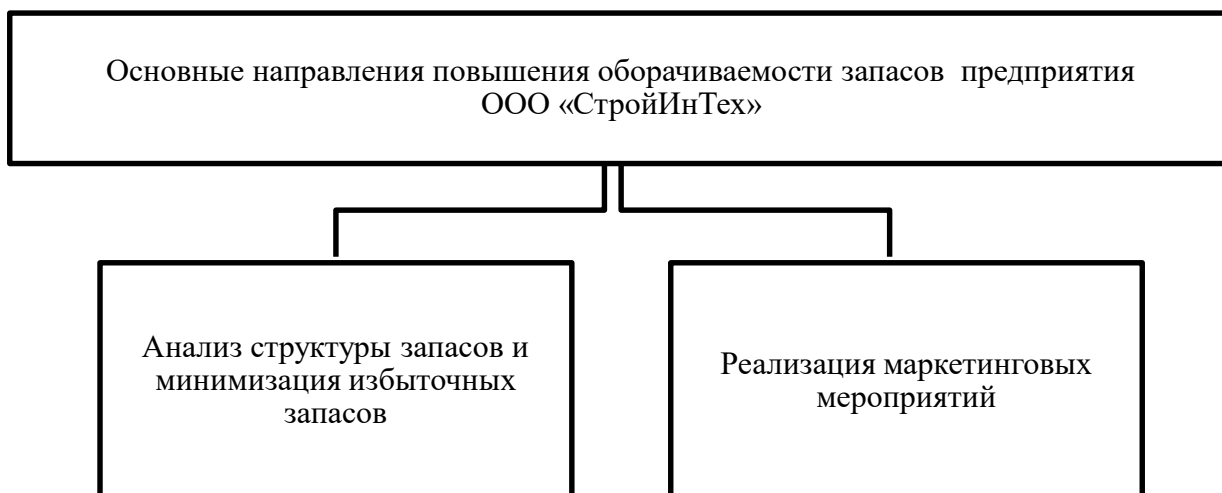 Основные направления повышения оборачиваемости запасов  предприятия
ООО «СтройИнТех»
Анализ структуры запасов и
минимизация избыточных
запасов
Реализация маркетинговых
мероприятий